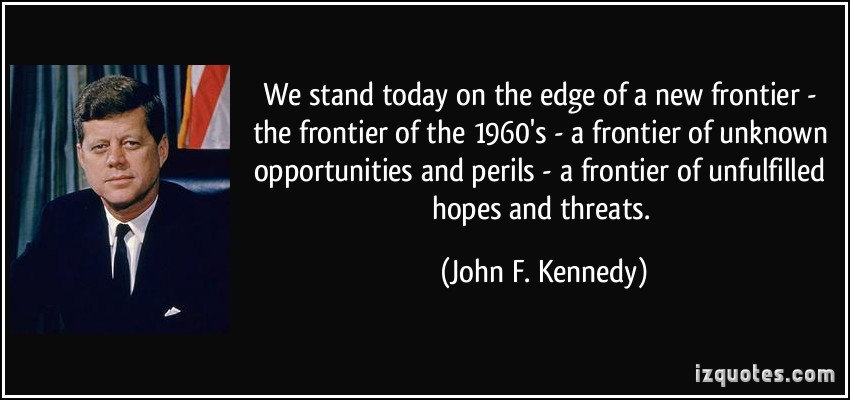 We stand today on the edge of a new frontier -
the frontier of the 1960's - a frontier of unknown
opportunities and perils - a frontier of unfulfilled
hopes and threats.
(John F. Kennedy)
izquotes.com